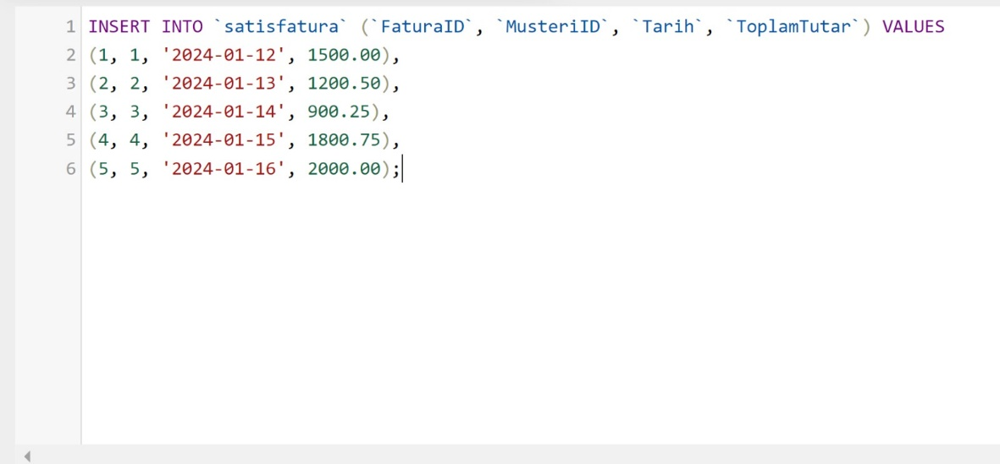 1 INSERT INTO `satisfatura` (`FaturaID`, `MusteriID`, `Tarih`, `ToplamTutar`) VALUES
2 (1, 1, '2024-01-12', 1500.00),
3 (2, 2, '2024-01-13', 1200.50),
4 (3, 3, '2024-01-14', 900.25),
5 (4, 4, '2024-01-15', 1800.75),
6 (5, 5, '2024-01-16', 2000.00);